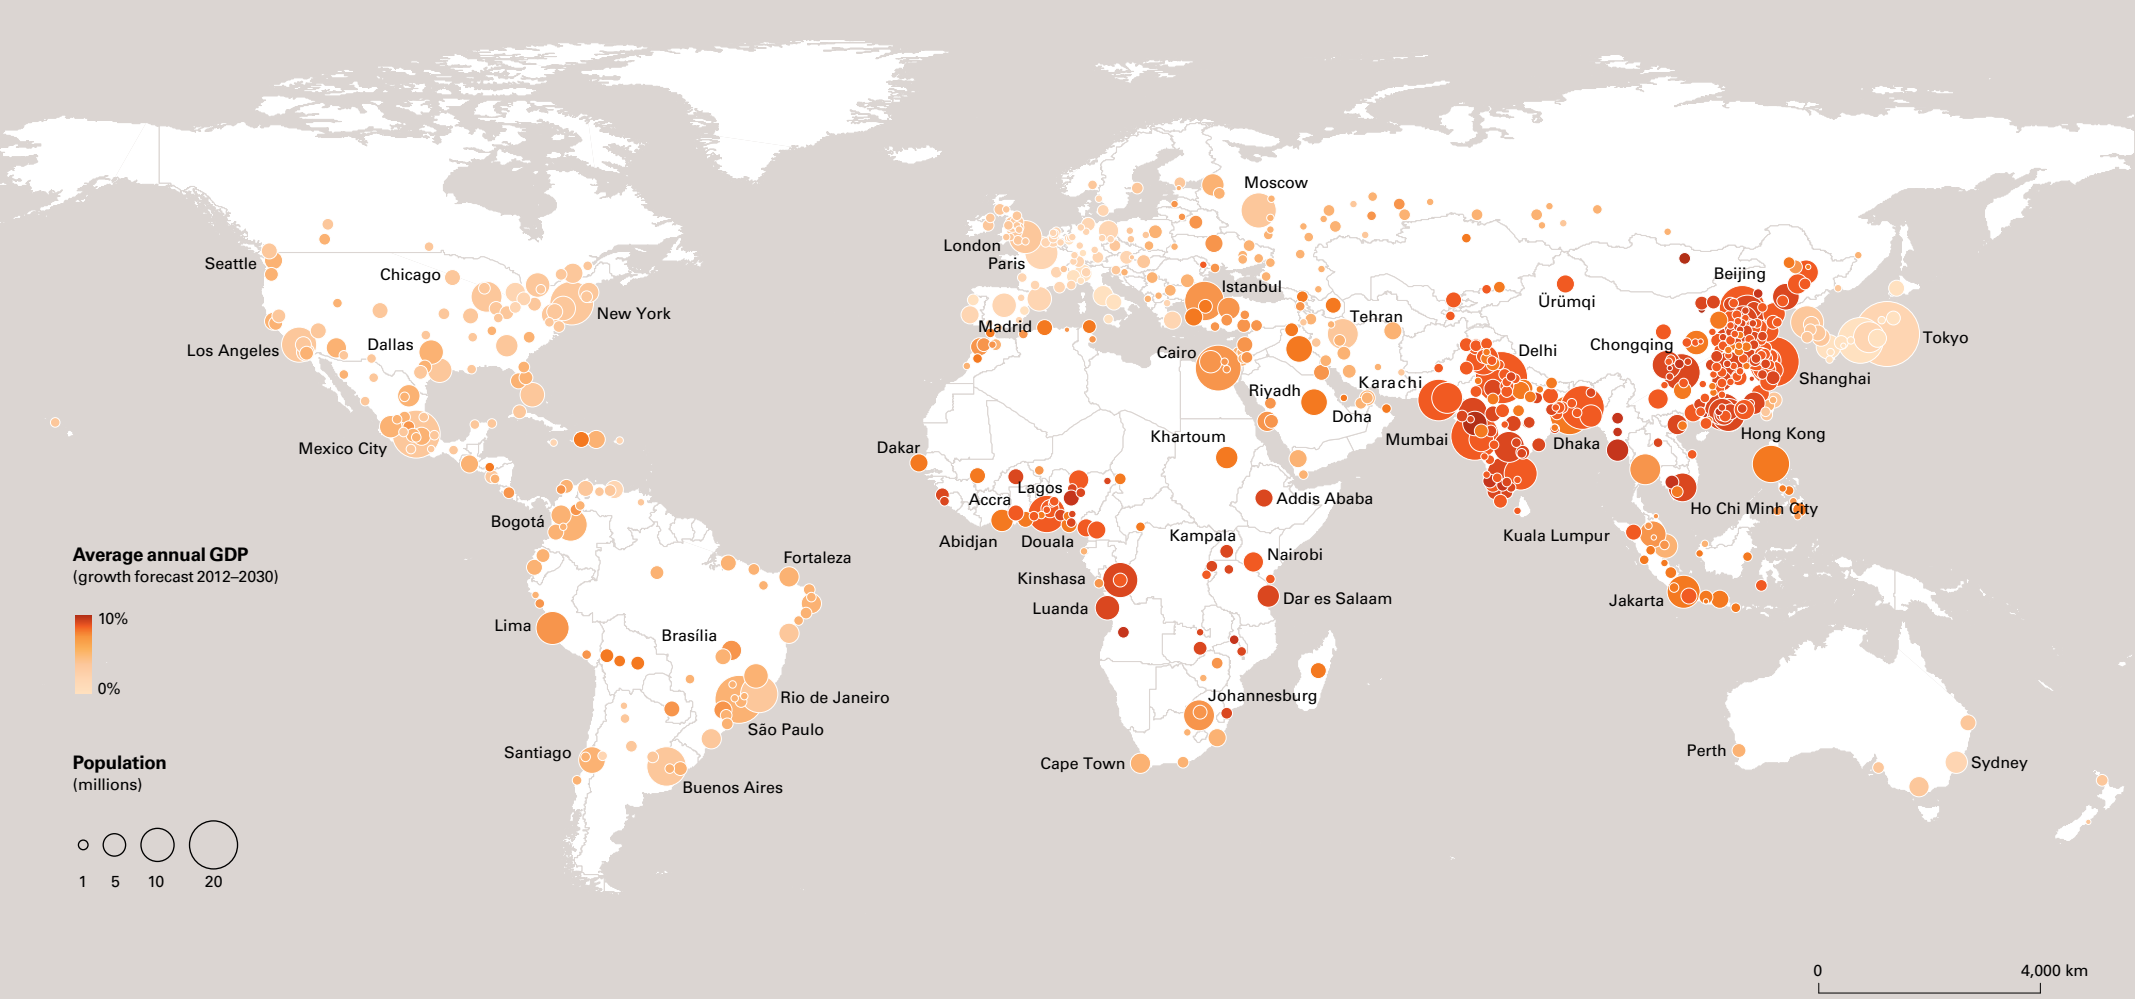 Moscow
London
Paris
Seattle
Chicago
Beijing
Istanbul
Ürümqi
New York
Madrid
Tehran
Los Angeles
Dallas
Cairo
Chongqing
Delhi
Tokyo
Shanghai
Riyadh
Karachi
Doha
Mexico City
Dakar
Khartoum
Mumbai
Dhaka
Hong Kong
Lagos
Accra
Addis Ababa
Ho Chi Minh City
Bogotá
Abidjan
Douala
Kampala
Kuala Lumpur
Nairobi
Fortaleza
Kinshasa
Luanda
Dar es Salaam
Jakarta
Lima
Brasília
Rio de Janeiro
Johannesburg
São Paulo
Santiago
Cape Town
Perth
Sydney
Buenos Aires
Average annual GDP
(growth forecast 2012–2030)
10%
0%
Population
(millions)
1 5 10 20
0 4,000 km